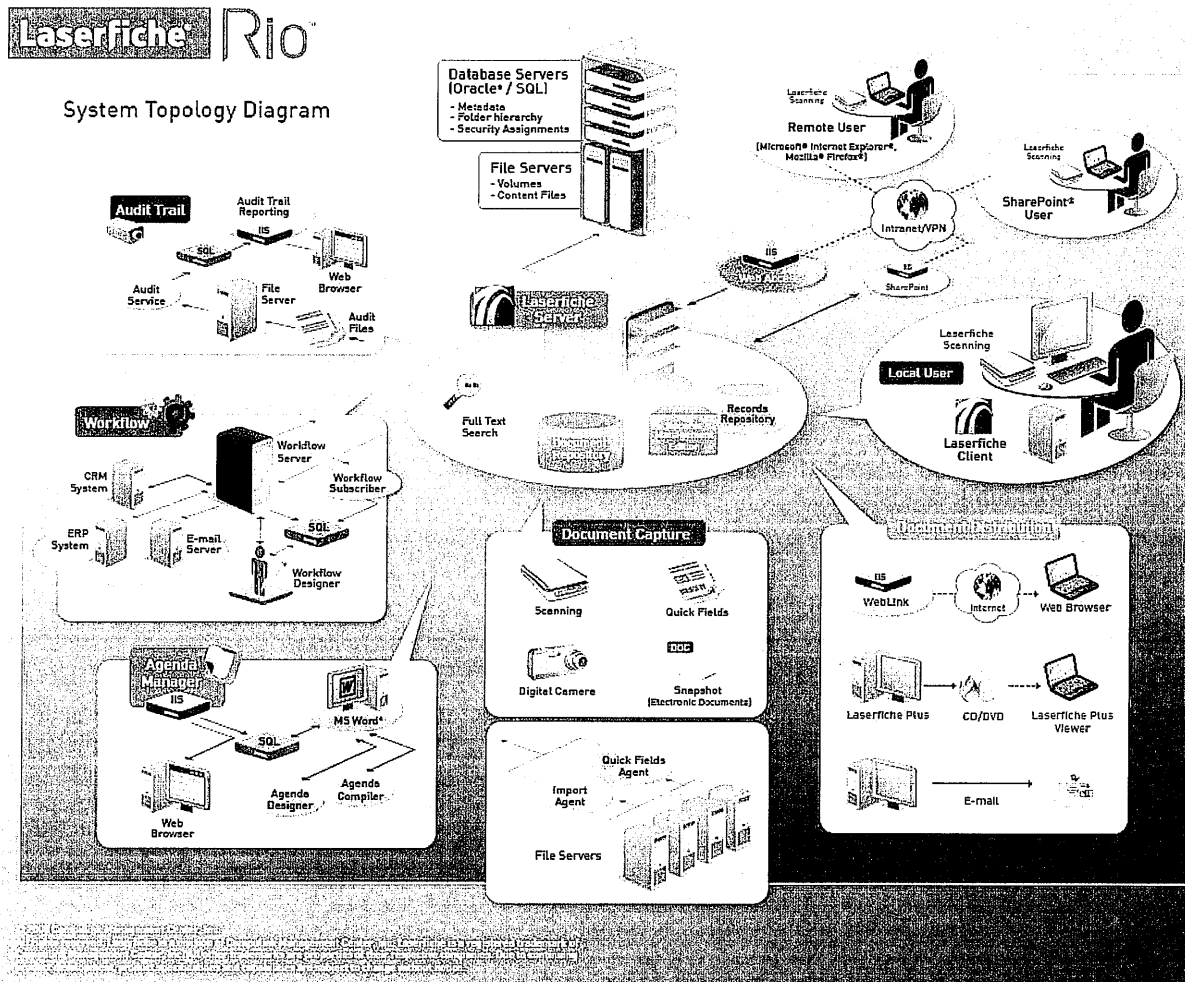 Laserfiche® Rio™
System Topology Diagram
Database Servers
(Oracle® / SQL)
- Metadata
- Folder hierarchy
- Security Assignments
File Servers
- Volumes
- Content Files
Laserfiche
Scanning
Remote User
(Microsoft® Internet Explorer®,
Mozilla® Firefox®)
Laserfiche
Scanning
SharePoint®
User
Intranet/VPN
IIS
Web
IIS
SharePoint
Audit Trail
Audit Trail
Reporting
IIS
SQL
Web
Browser
Audit
Service
File
Server
Audit
Files
Laserfiche
Server
Laserfiche
Scanning
Local User
Laserfiche
Client
Full Text
Search
Document
Repository
Records
Repository
Workflow
Workflow
Server
CRM
System
Workflow
Subscriber
ERP
System
E-mail
Server
SQL
Workflow
Designer
Document Capture
Scanning
Quick Fields
Digital Camera
DOC
Snapshot
(Electronic Documents)
Quick Fields
Agent
Import
Agent
File Servers
Document Distribution
IIS
WebLink
Internet
Web Browser
Laserfiche Plus
CD/DVD
Laserfiche Plus
Viewer
E-mail
Agenda
Manager
IIS
W
MS Word®
SQL
Web
Browser
Agenda
Designer
Agenda
Compiler